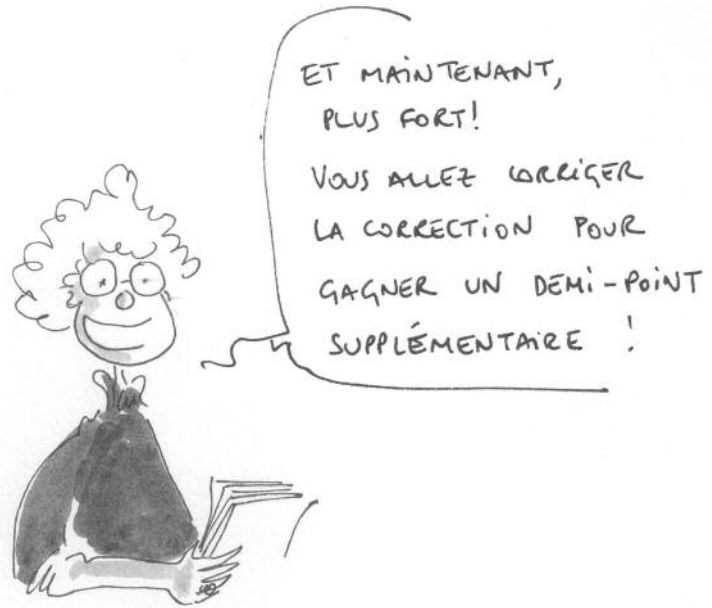 ET MAINTENANT,
PLUS FORT!
VOUS ALLEZ CORRIGER
LA CORRECTION POUR
GAGNER UN DEMI-POINT
SUPPLÉMENTAIRE !